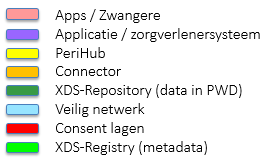 Apps / Zwangere
Applicatie / zorgverlenersysteem
PeriHub
Connector
XDS-Repository (data in PWD)
Veilig netwerk
Consent lagen
XDS-Registry (metadata)